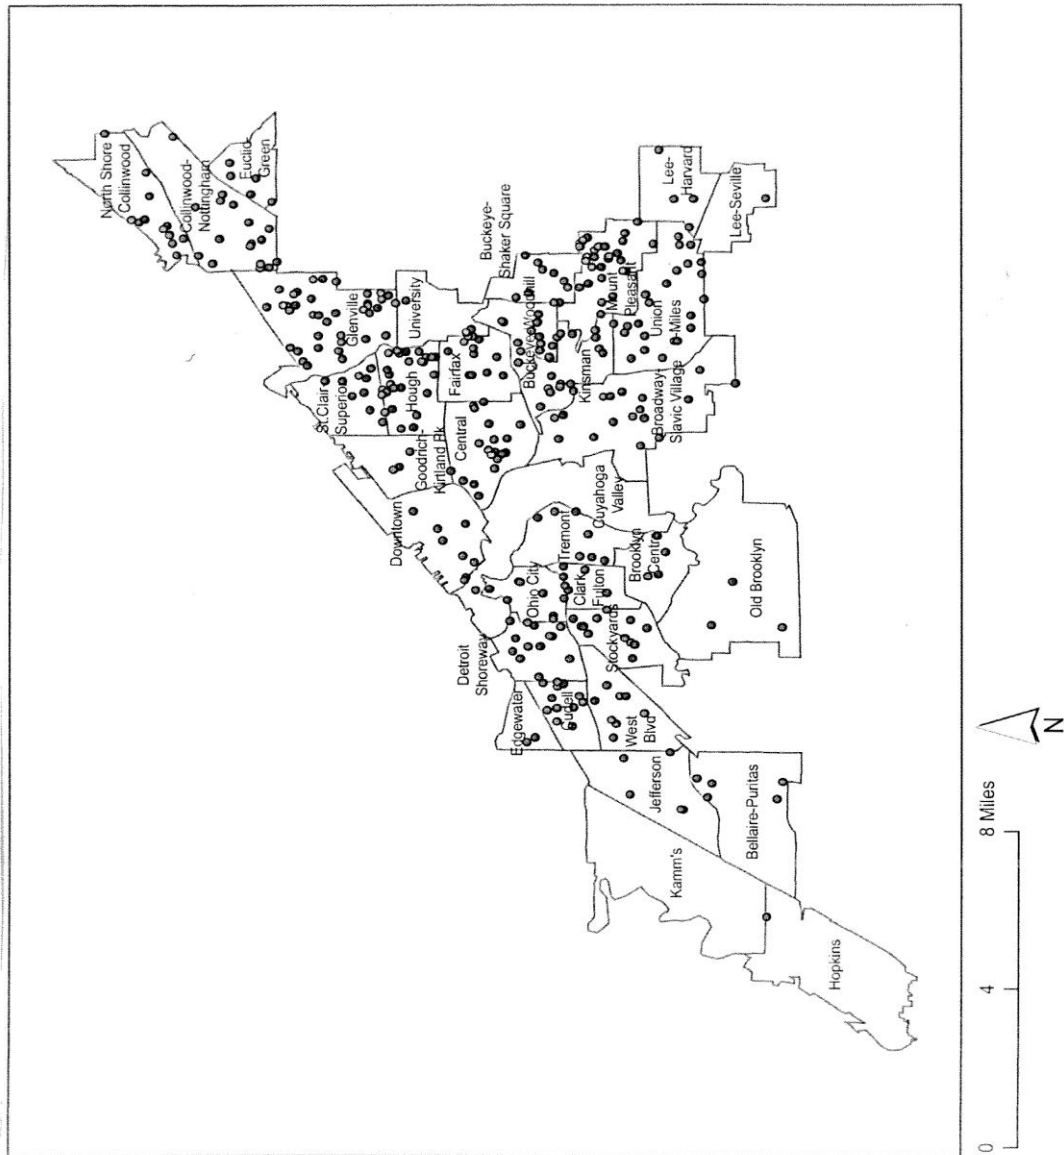 North Shore
Collinwood
Collinwood-
Nottingham
Euclid-
Green
Glenville
University
St.Clair
Superior
Hough
Goodrich-
Kirtland Pk
Fairfax
Central
Downtown
Buckeye-
Shaker Square
Buckeye-Woodhill
Kinsman
Mount
Pleasant
Union
-Miles
Lee-
Harvard
Lee-Seville
Broadway-
Slavic Village
Cuyahoga
Valley
Tremont
Ohio City
Clark
Fulton
Brooklyn
Centre
Old Brooklyn
Detroit
Shoreway
Stockyards
Edgewater
Cudell
West
Blvd
Jefferson
Bellaire-Puritas
Kamm's
Hopkins
0 4 8 Miles
N